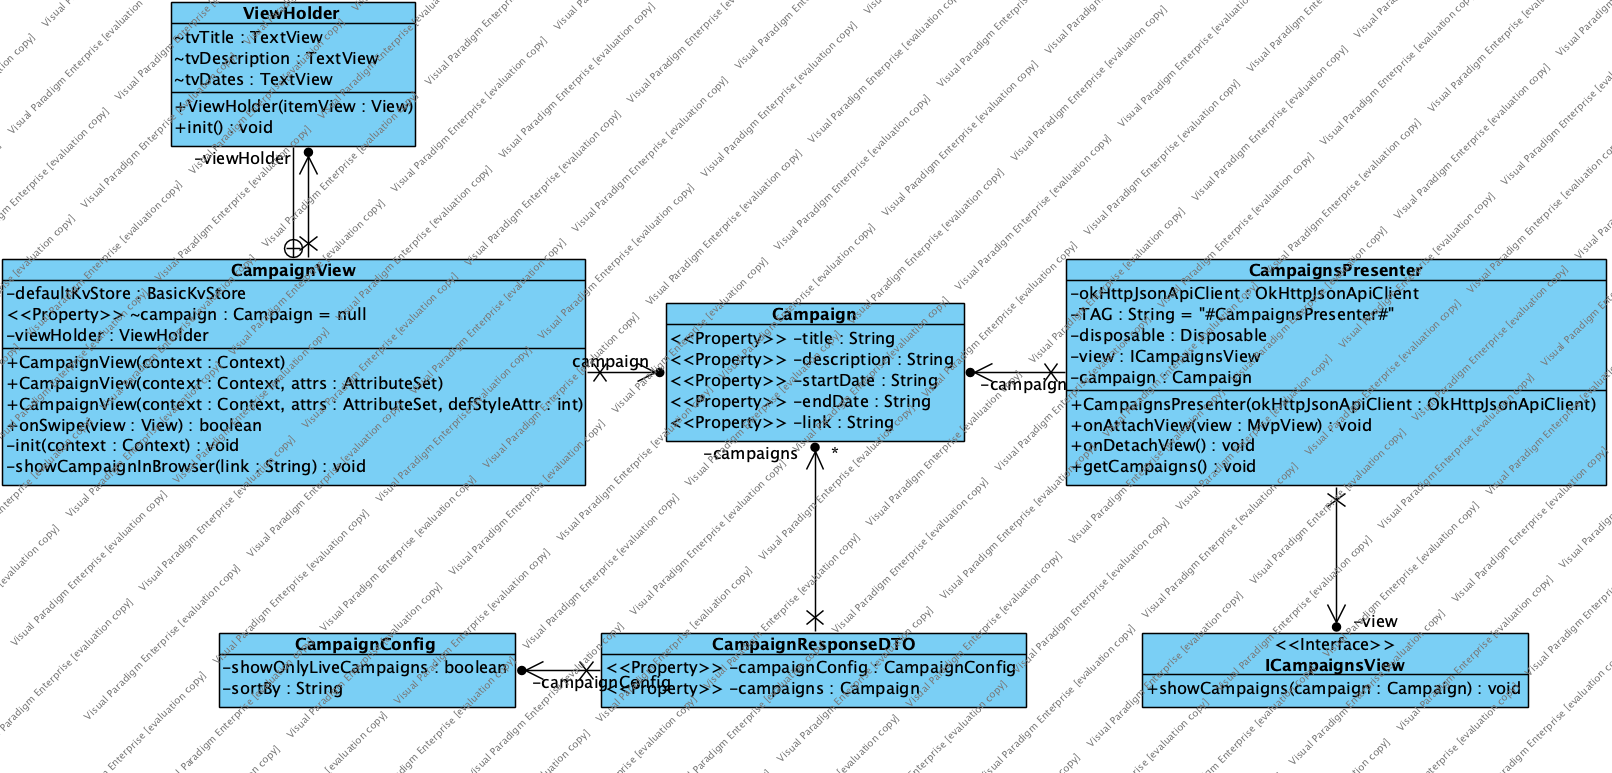 ViewHolder
~tvTitle : TextView
~tvDescription : TextView
~tvDates : TextView
+ViewHolder(itemView : View)
+init() : void
-viewHolder
CampaignView
-defaultKvStore : BasicKvStore
<<Property>> ~campaign : Campaign = null
-viewHolder : ViewHolder
+CampaignView(context : Context)
+CampaignView(context : Context, attrs : AttributeSet)
+CampaignView(context : Context, attrs : AttributeSet, defStyleAttr : int)
+onSwipe(view : View) : boolean
-init(context : Context) : void
-showCampaignInBrowser(link : String) : void
campaign
Campaign
<<Property>> -title : String
<<Property>> -description : String
<<Property>> -startDate : String
<<Property>> -endDate : String
<<Property>> -link : String
-campaign
CampaignsPresenter
-okHttpJsonApiClient : OkHttpJsonApiClient
-TAG : String = "#CampaignsPresenter#"
-disposable : Disposable
-view : ICampaignsView
-campaign : Campaign
+CampaignsPresenter(okHttpJsonApiClient : OkHttpJsonApiClient)
+onAttachView(view : MvpView) : void
+onDetachView() : void
+getCampaigns() : void
-campaigns
*
CampaignConfig
-showOnlyLiveCampaigns : boolean
-sortBy : String
-campaignConfig
CampaignResponseDTO
<<Property>> -campaignConfig : CampaignConfig
<<Property>> -campaigns : Campaign
-view
<<Interface>>
ICampaignsView
+showCampaigns(campaign : Campaign) : void
Visual Paradigm Enterprise [evaluation copy]